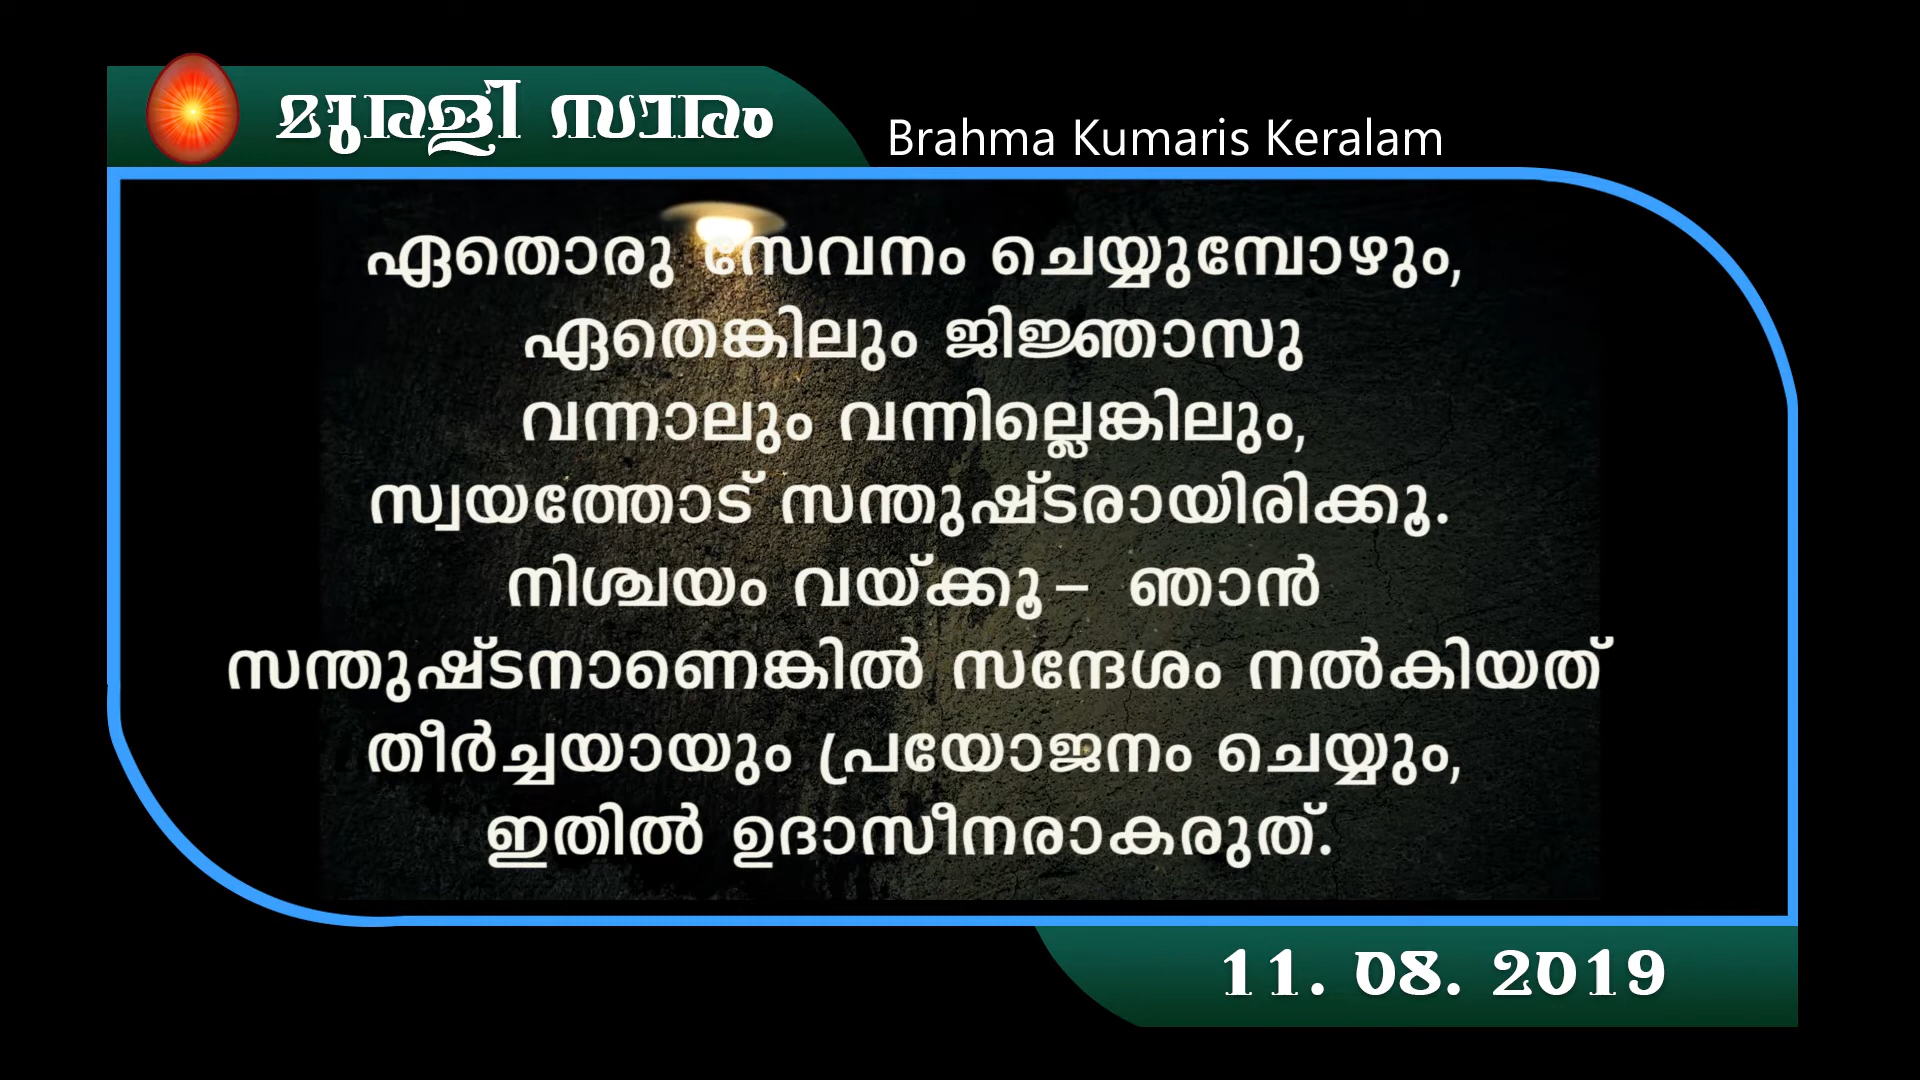 മുരളി സാരം
Brahma Kumaris Keralam
ഏതൊരു സേവനം ചെയ്യുമ്പോഴും,
ഏതെങ്കിലും ജിജ്ഞാസു
വന്നാലും വന്നില്ലെങ്കിലും,
സ്വയത്തോട് സന്തുഷ്ടരായിരിക്കൂ.
നിശ്ചയം വയ്ക്കൂ – ഞാൻ
സന്തുഷ്ടനാണെങ്കിൽ സന്ദേശം നൽകിയത്
തീർച്ചയായും പ്രയോജനം ചെയ്യും,
ഇതിൽ ഉദാസീനരാകരുത്.
11. 08. 2019